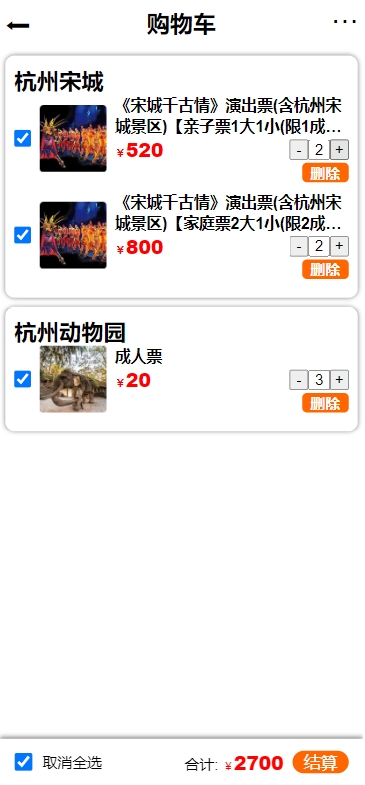 购物车
杭州宋城
《宋城千古情》演出票(含杭州宋
城景区)【亲子票1大1小(限1成...
¥520
- 2 +
删除
《宋城千古情》演出票(含杭州宋
城景区)【家庭票2大1小(限2成...
¥800
- 2 +
删除
杭州动物园
成人票
¥20
- 3 +
删除
取消全选 合计: ¥2700 结算